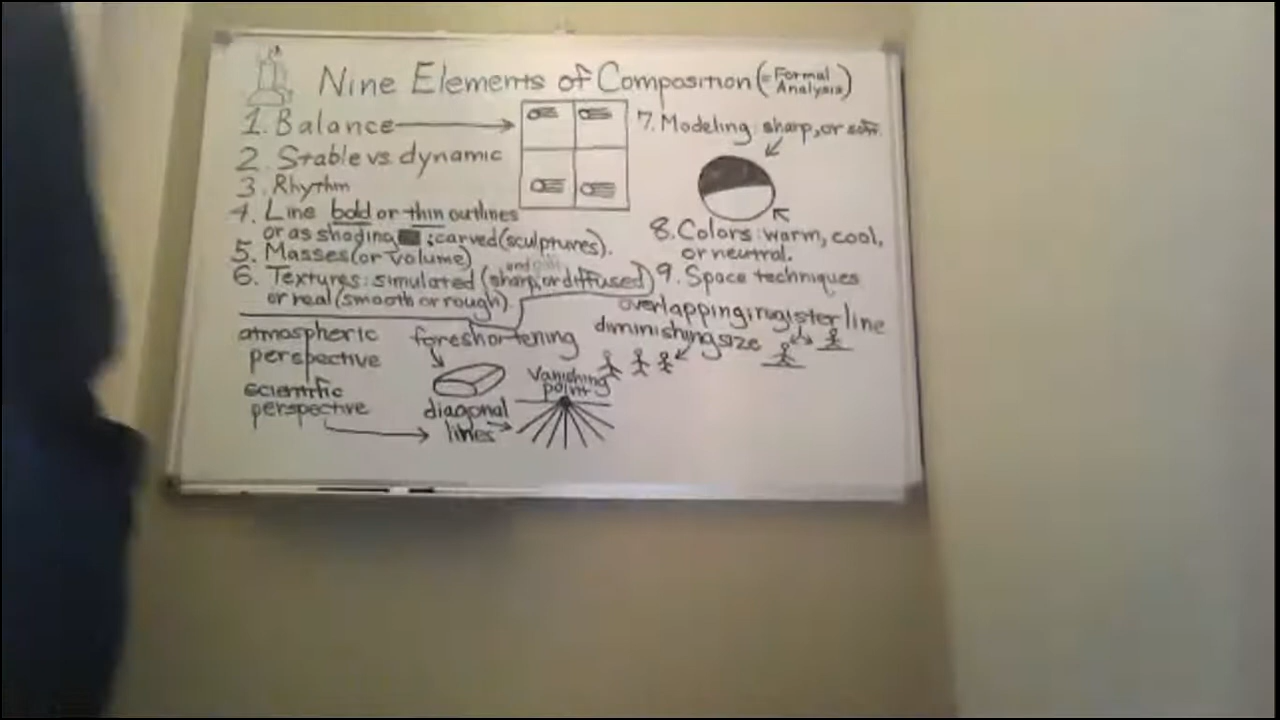 Nine Elements of Composition (= Formal Analysis)
1. Balance
2. Stable vs. dynamic
3. Rhythm
4. Line bold or thin outlines
or as shading ; carved (sculptures).
5. Masses (or volume)
6. Textures: simulated (sharp, or diffused)
or real (smooth or rough).
7. Modeling: sharp, or soft.
8. Colors: warm, cool,
or neutral.
9. Space techniques
overlapping; register line
diminishing size
atmospheric
perspective
foreshortening
scientific
perspective
diagonal
lines
Vanishing
point